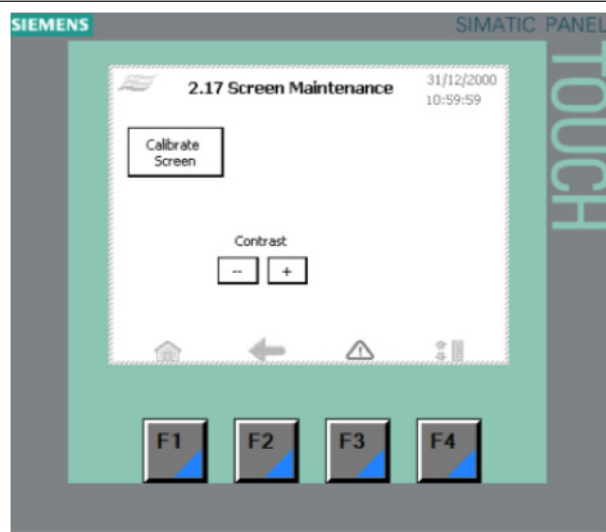 SIEMENS
SIMATIC PANEL
TOUCH
2.17 Screen Maintenance
31/12/2000
10:59:59
Calibrate
Screen
Contrast
-- +
F1 F2 F3 F4